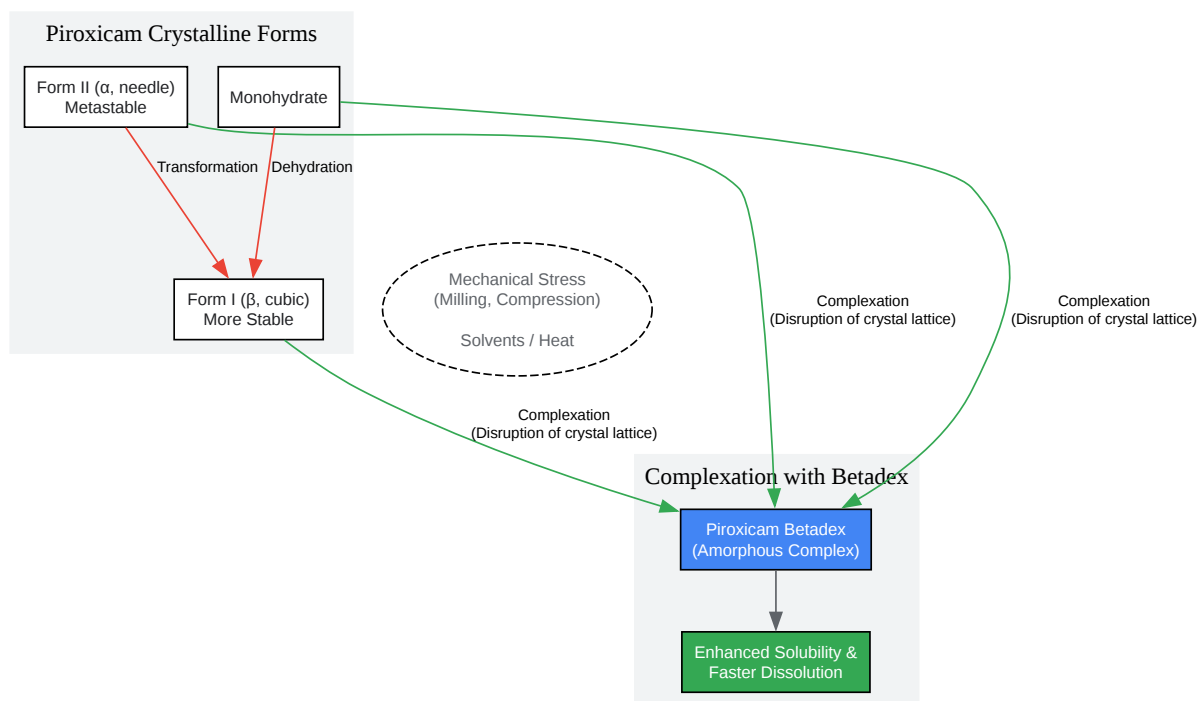 Piroxicam Crystalline Forms
Form II (α, needle)
Metastable
Monohydrate
Transformation
Dehydration
Form I (β, cubic)
More Stable
Mechanical Stress
(Milling, Compression)
Solvents / Heat
Complexation
(Disruption of crystal lattice)
Complexation
(Disruption of crystal lattice)
Complexation
(Disruption of crystal lattice)
Complexation with Betadex
Piroxicam Betadex
(Amorphous Complex)
Enhanced Solubility &
Faster Dissolution